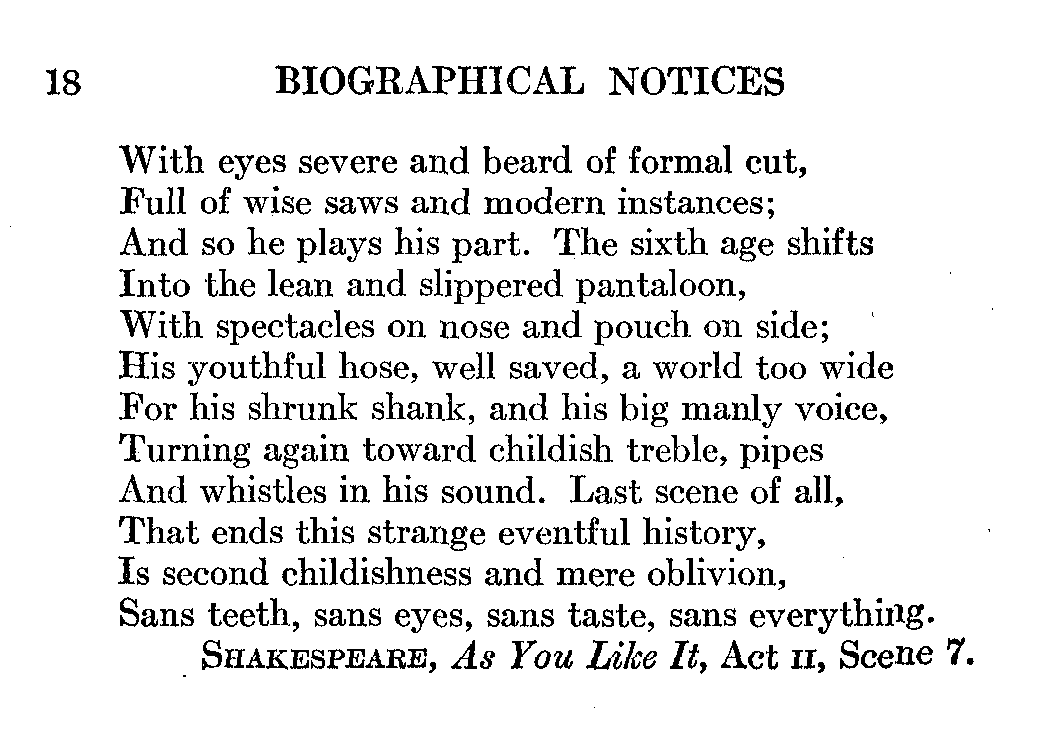 18 BIOGRAPHICAL NOTICES
With eyes severe and beard of formal cut,
Full of wise saws and modern instances;
And so he plays his part. The sixth age shifts
Into the lean and slippered pantaloon,
With spectacles on nose and pouch on side;
His youthful hose, well saved, a world too wide
For his shrunk shank, and his big manly voice,
Turning again toward childish treble, pipes
And whistles in his sound. Last scene of all,
That ends this strange eventful history,
Is second childishness and mere oblivion,
Sans teeth, sans eyes, sans taste, sans everything.
SHAKESPEARE, As You Like It, Act II, Scene 7.